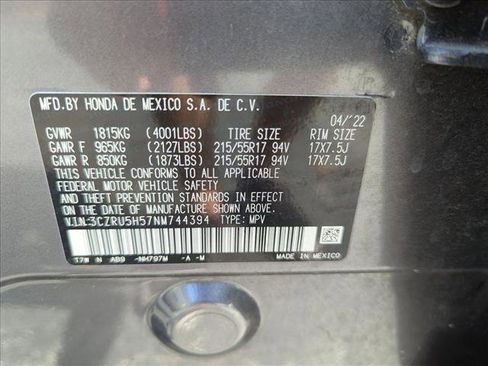 MFD.BY HONDA DE MEXICO S.A. DE C.V.
04/22
GVWR 1815KG (4001LBS) TIRE SIZE RIM SIZE
GAWR F 965KG (2127LBS) 215/55R17 94V 17X7.5J
GAWR R 850KG (1873LBS) 215/55R17 94V 17X7.5J
THIS VEHICLE CONFORMS TO ALL APPLICABLE
FEDERAL MOTOR VEHICLE SAFETY
AND THEFT PREVENTION STANDARDS IN EFFECT
ON THE DATE OF MANUFACTURE SHOWN ABOVE.
V.I.N.:3CZRU5H57NM744394 TYPE: MPV
T7W N AB9 -NH797M -A -M MADE IN MEXICO